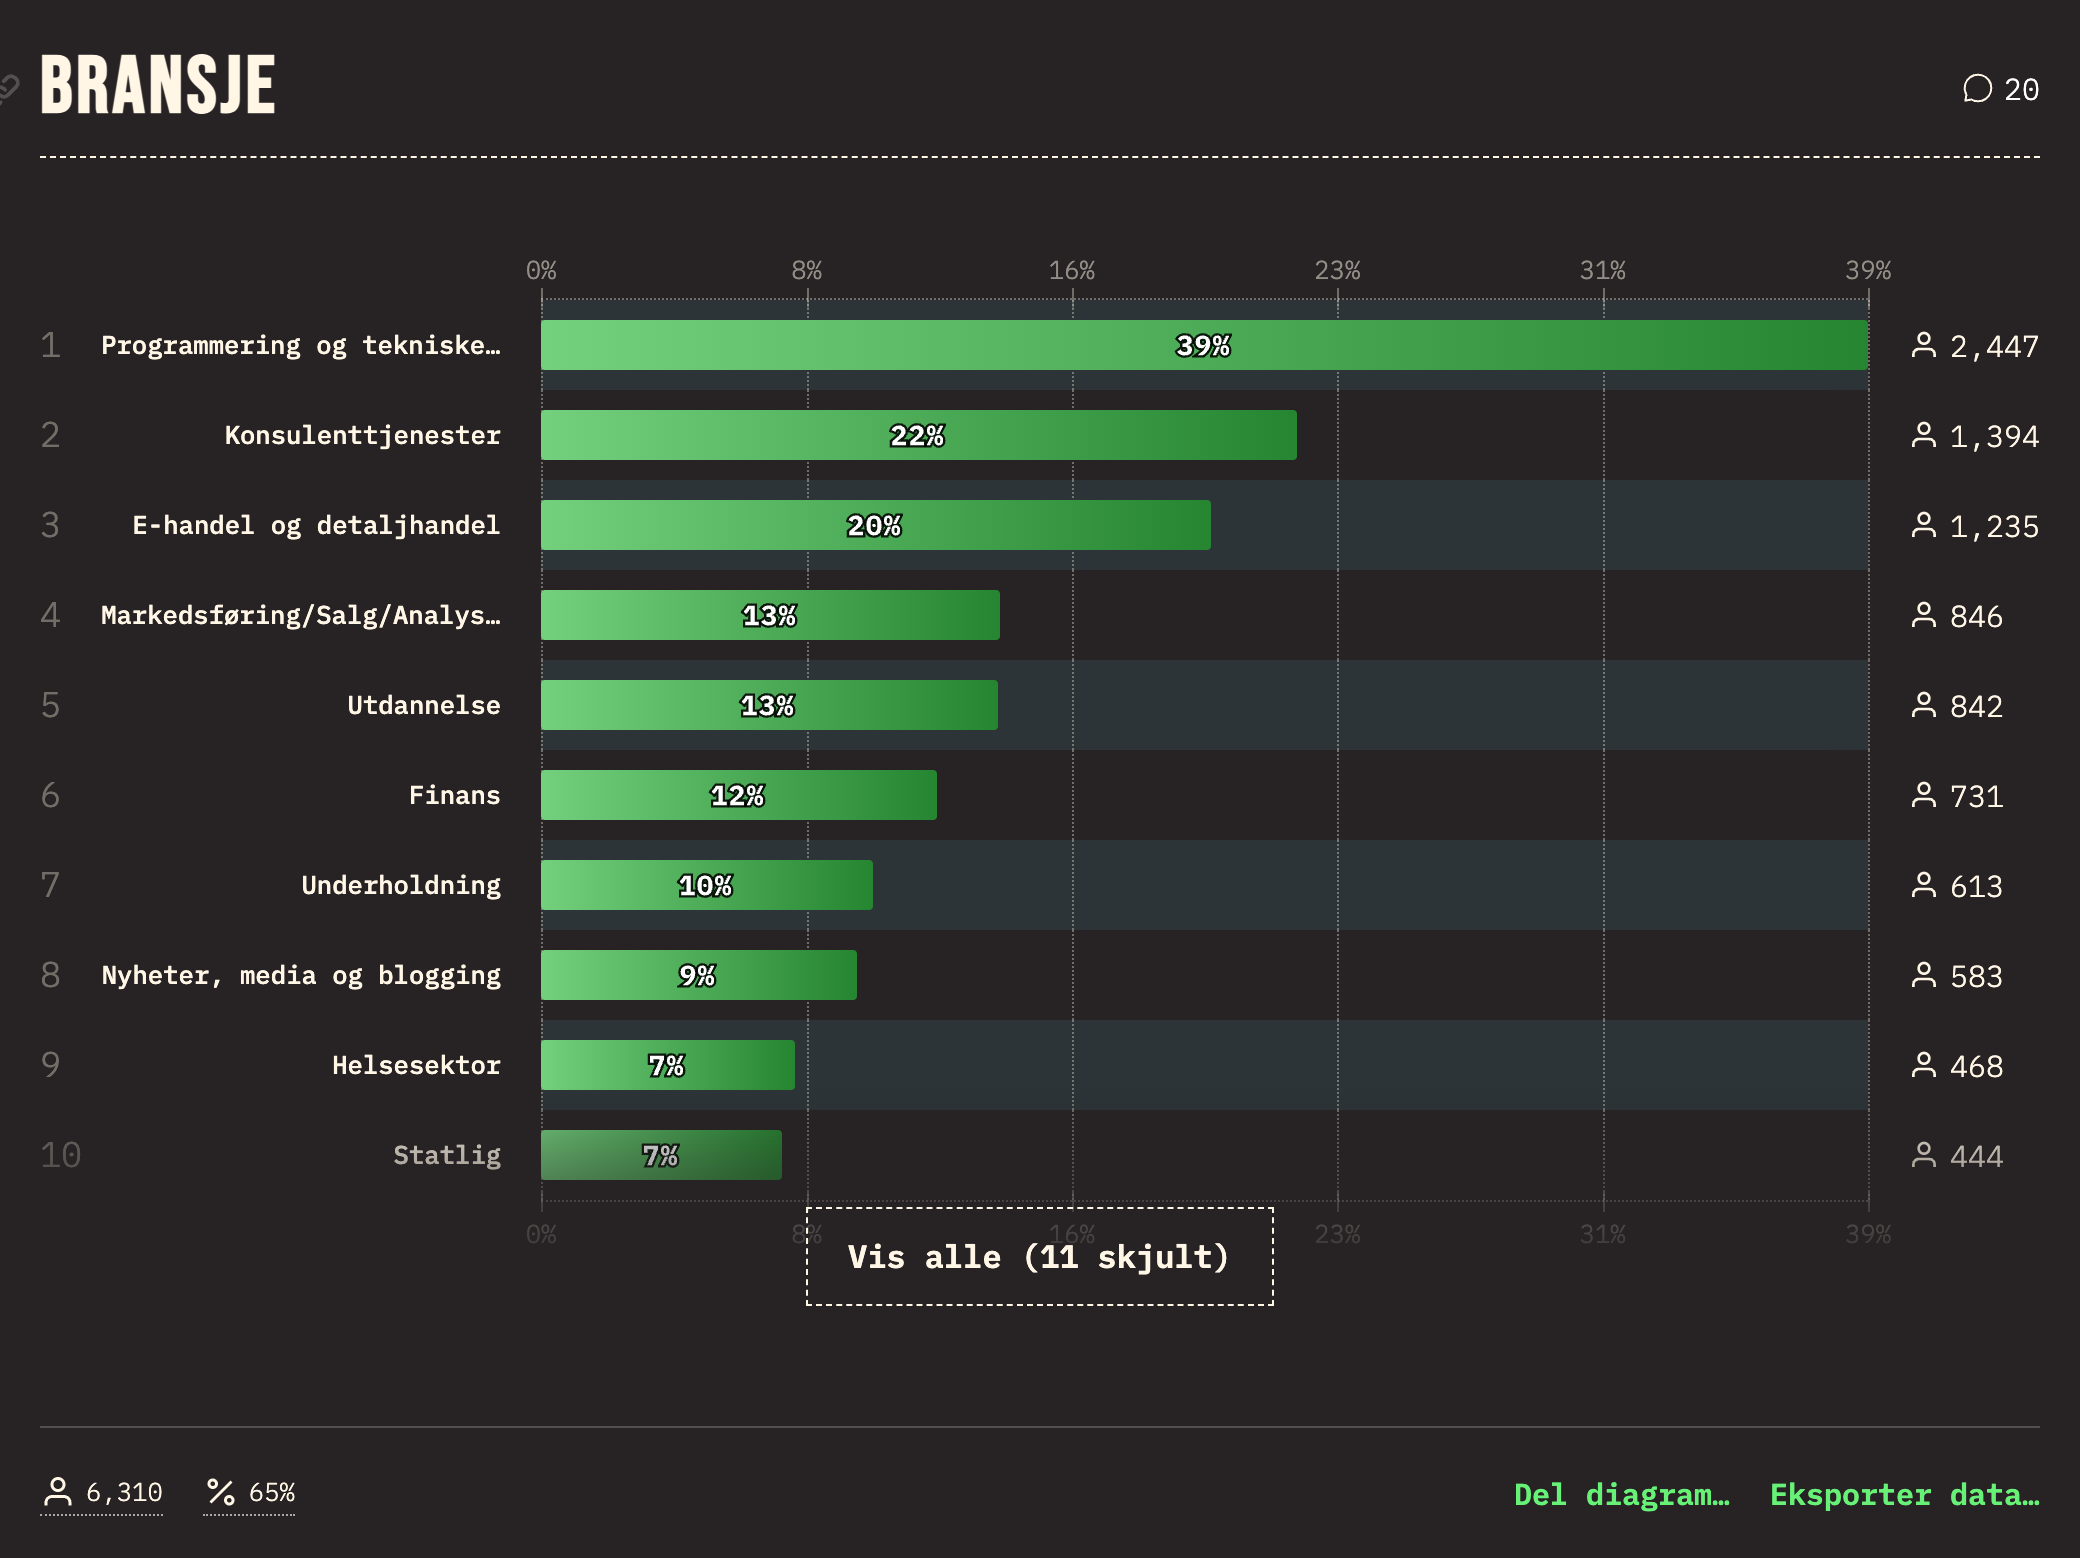 BRANSJE
20
0% 8% 16% 23% 31% 39%
1 Programmering og tekniske… 39% 2,447
2 Konsulenttjenester 22% 1,394
3 E-handel og detaljhandel 20% 1,235
4 Markedsføring/Salg/Analys… 13% 846
5 Utdannelse 13% 842
6 Finans 12% 731
7 Underholdning 10% 613
8 Nyheter, media og blogging 9% 583
9 Helsesektor 7% 468
10 Statlig 7% 444
0% 8% 16% 23% 31% 39%
Vis alle (11 skjult)
6,310 % 65% Del diagram… Eksporter data…